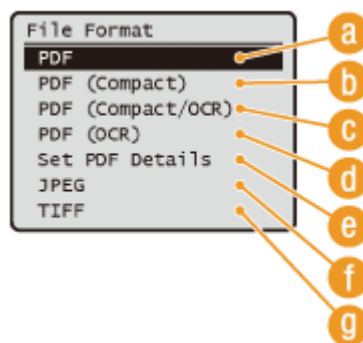 File Format
PDF a
PDF (Compact) b
PDF (Compact/OCR) c
PDF (OCR) d
Set PDF Details e
JPEG f
TIFF g